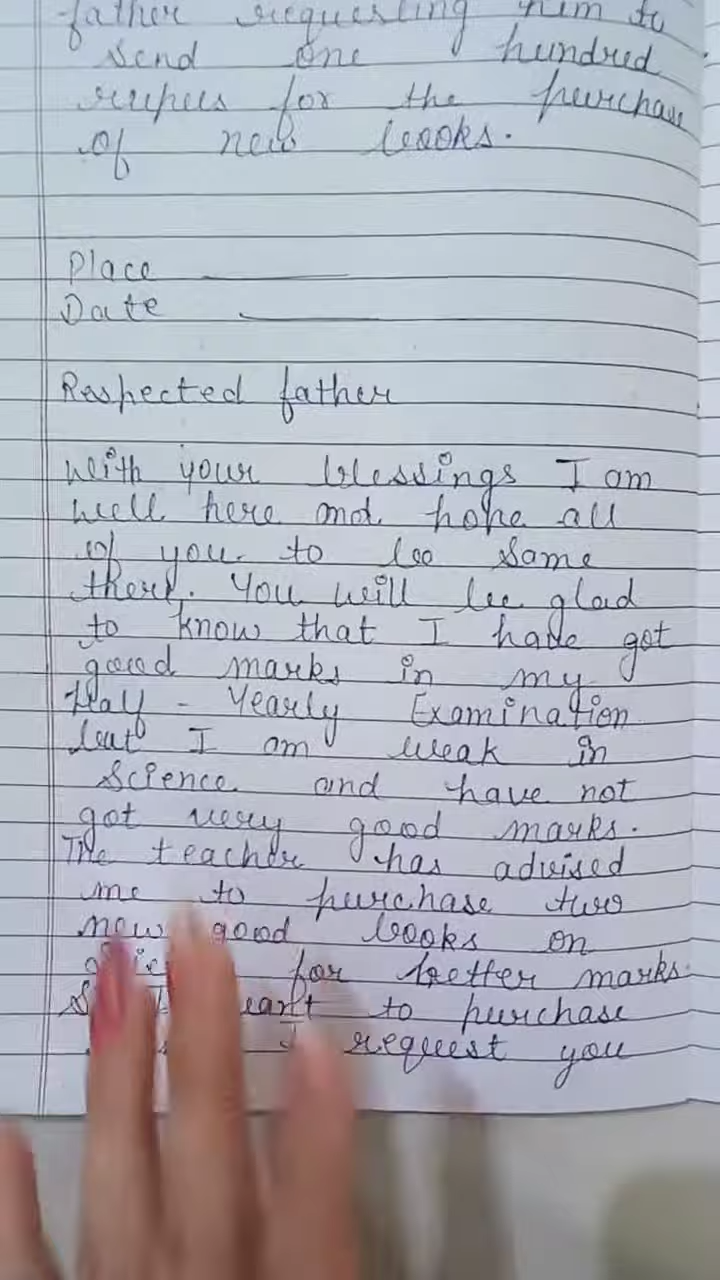 father requesting him to
send one hundred
rupees for the purchase
of new books.
Place
Date
Respected father
With your blessings I am
well here and hope all
of you to be same
there. You will be glad
to know that I have got
good marks in my
Half - Yearly Examination
but I am weak in
science and have not
got very good marks.
The teacher has advised
me to purchase two
new good books on
for better marks.
to purchase
I request you